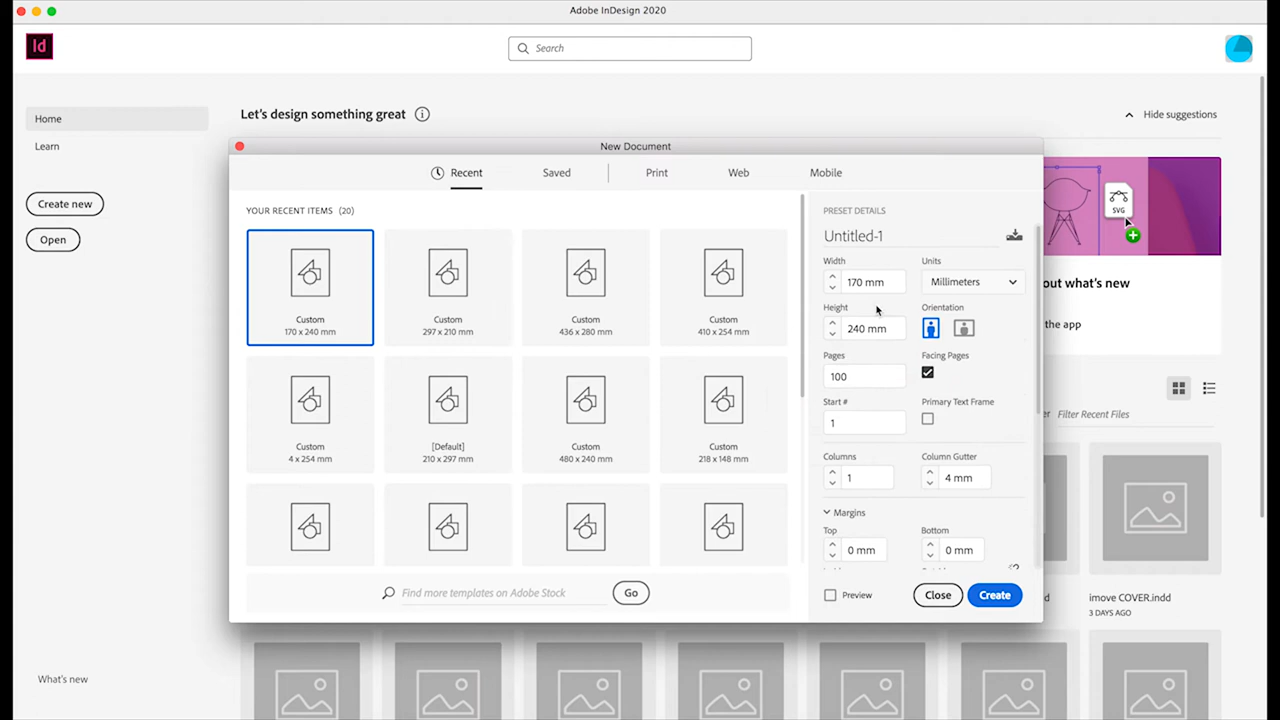 Adobe InDesign 2020
Id
Search
Home
Learn
Create new
Open
What's new
Let's design something great
Hide suggestions
SVG
out what's new
the app
Filter Recent Files
imove COVER.indd
3 DAYS AGO
New Document
Recent
Saved
Print
Web
Mobile
YOUR RECENT ITEMS (20)
Custom
170 x 240 mm
Custom
297 x 210 mm
Custom
436 x 280 mm
Custom
410 x 254 mm
Custom
4 x 254 mm
[Default]
210 x 297 mm
Custom
480 x 240 mm
Custom
218 x 148 mm
Find more templates on Adobe Stock
Go
PRESET DETAILS
Untitled-1
Width
Units
170 mm
Millimeters
Height
Orientation
240 mm
Pages
Facing Pages
100
Start #
Primary Text Frame
1
Columns
Column Gutter
1
4 mm
Margins
Top
Bottom
0 mm
0 mm
Preview
Close
Create